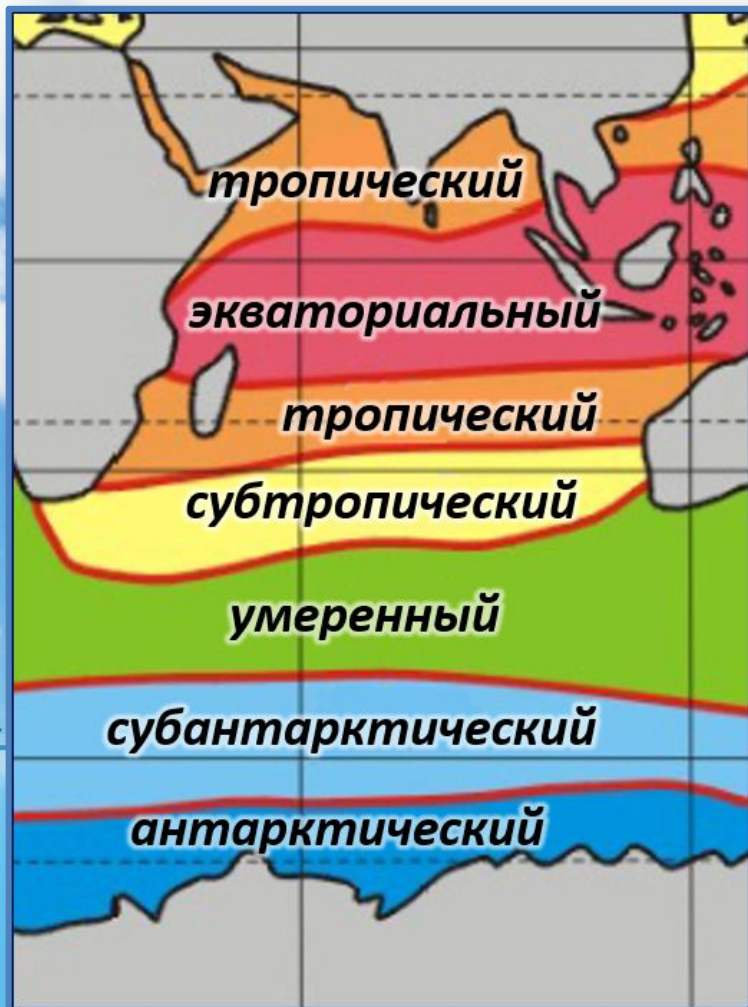 тропический
экваториальный
тропический
субтропический
умеренный
субантарктический
антарктический